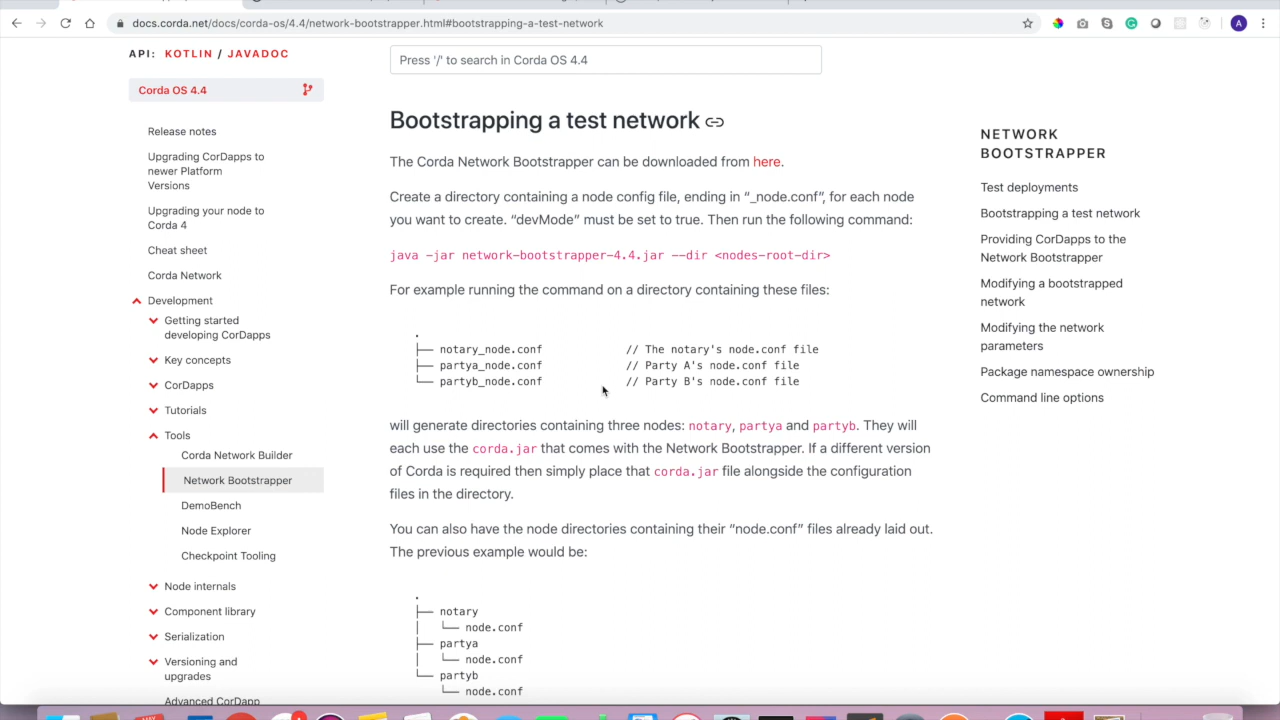 docs.corda.net/docs/corda-os/4.4/network-bootstrapper.html#bootstrapping-a-test-network
A
API: KOTLIN / JAVADOC
Corda OS 4.4
Release notes
Upgrading CorDapps to
newer Platform
Versions
Upgrading your node to
Corda 4
Cheat sheet
Corda Network
Development
Getting started
developing CorDapps
Key concepts
CorDapps
Tutorials
Tools
Corda Network Builder
Network Bootstrapper
DemoBench
Node Explorer
Checkpoint Tooling
Node internals
Component library
Serialization
Versioning and
upgrades
Advanced CorDapp
Press '/' to search in Corda OS 4.4
Bootstrapping a test network
The Corda Network Bootstrapper can be downloaded from here.
Create a directory containing a node config file, ending in “_node.conf”, for each node
you want to create. “devMode” must be set to true. Then run the following command:
java -jar network-bootstrapper-4.4.jar --dir <nodes-root-dir>
For example running the command on a directory containing these files:
.
├── notary_node.conf // The notary's node.conf file
├── partya_node.conf // Party A's node.conf file
└── partyb_node.conf // Party B's node.conf file
will generate directories containing three nodes: notary, partya and partyb. They will
each use the corda.jar that comes with the Network Bootstrapper. If a different version
of Corda is required then simply place that corda.jar file alongside the configuration
files in the directory.
You can also have the node directories containing their “node.conf” files already laid out.
The previous example would be:
.
├── notary
│ └── node.conf
├── partya
│ └── node.conf
└── partyb
└── node.conf
NETWORK
BOOTSTRAPPER
Test deployments
Bootstrapping a test network
Providing CorDapps to the
Network Bootstrapper
Modifying a bootstrapped
network
Modifying the network
parameters
Package namespace ownership
Command line options